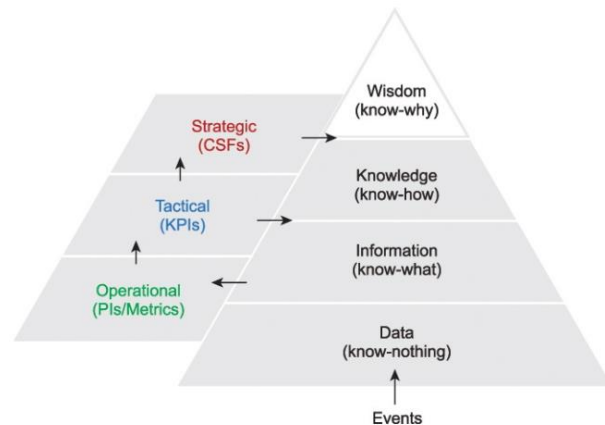 Wisdom
(know-why)
Strategic
(CSFs)
Knowledge
(know-how)
Tactical
(KPIs)
Information
(know-what)
Operational
(PIs/Metrics)
Data
(know-nothing)
Events